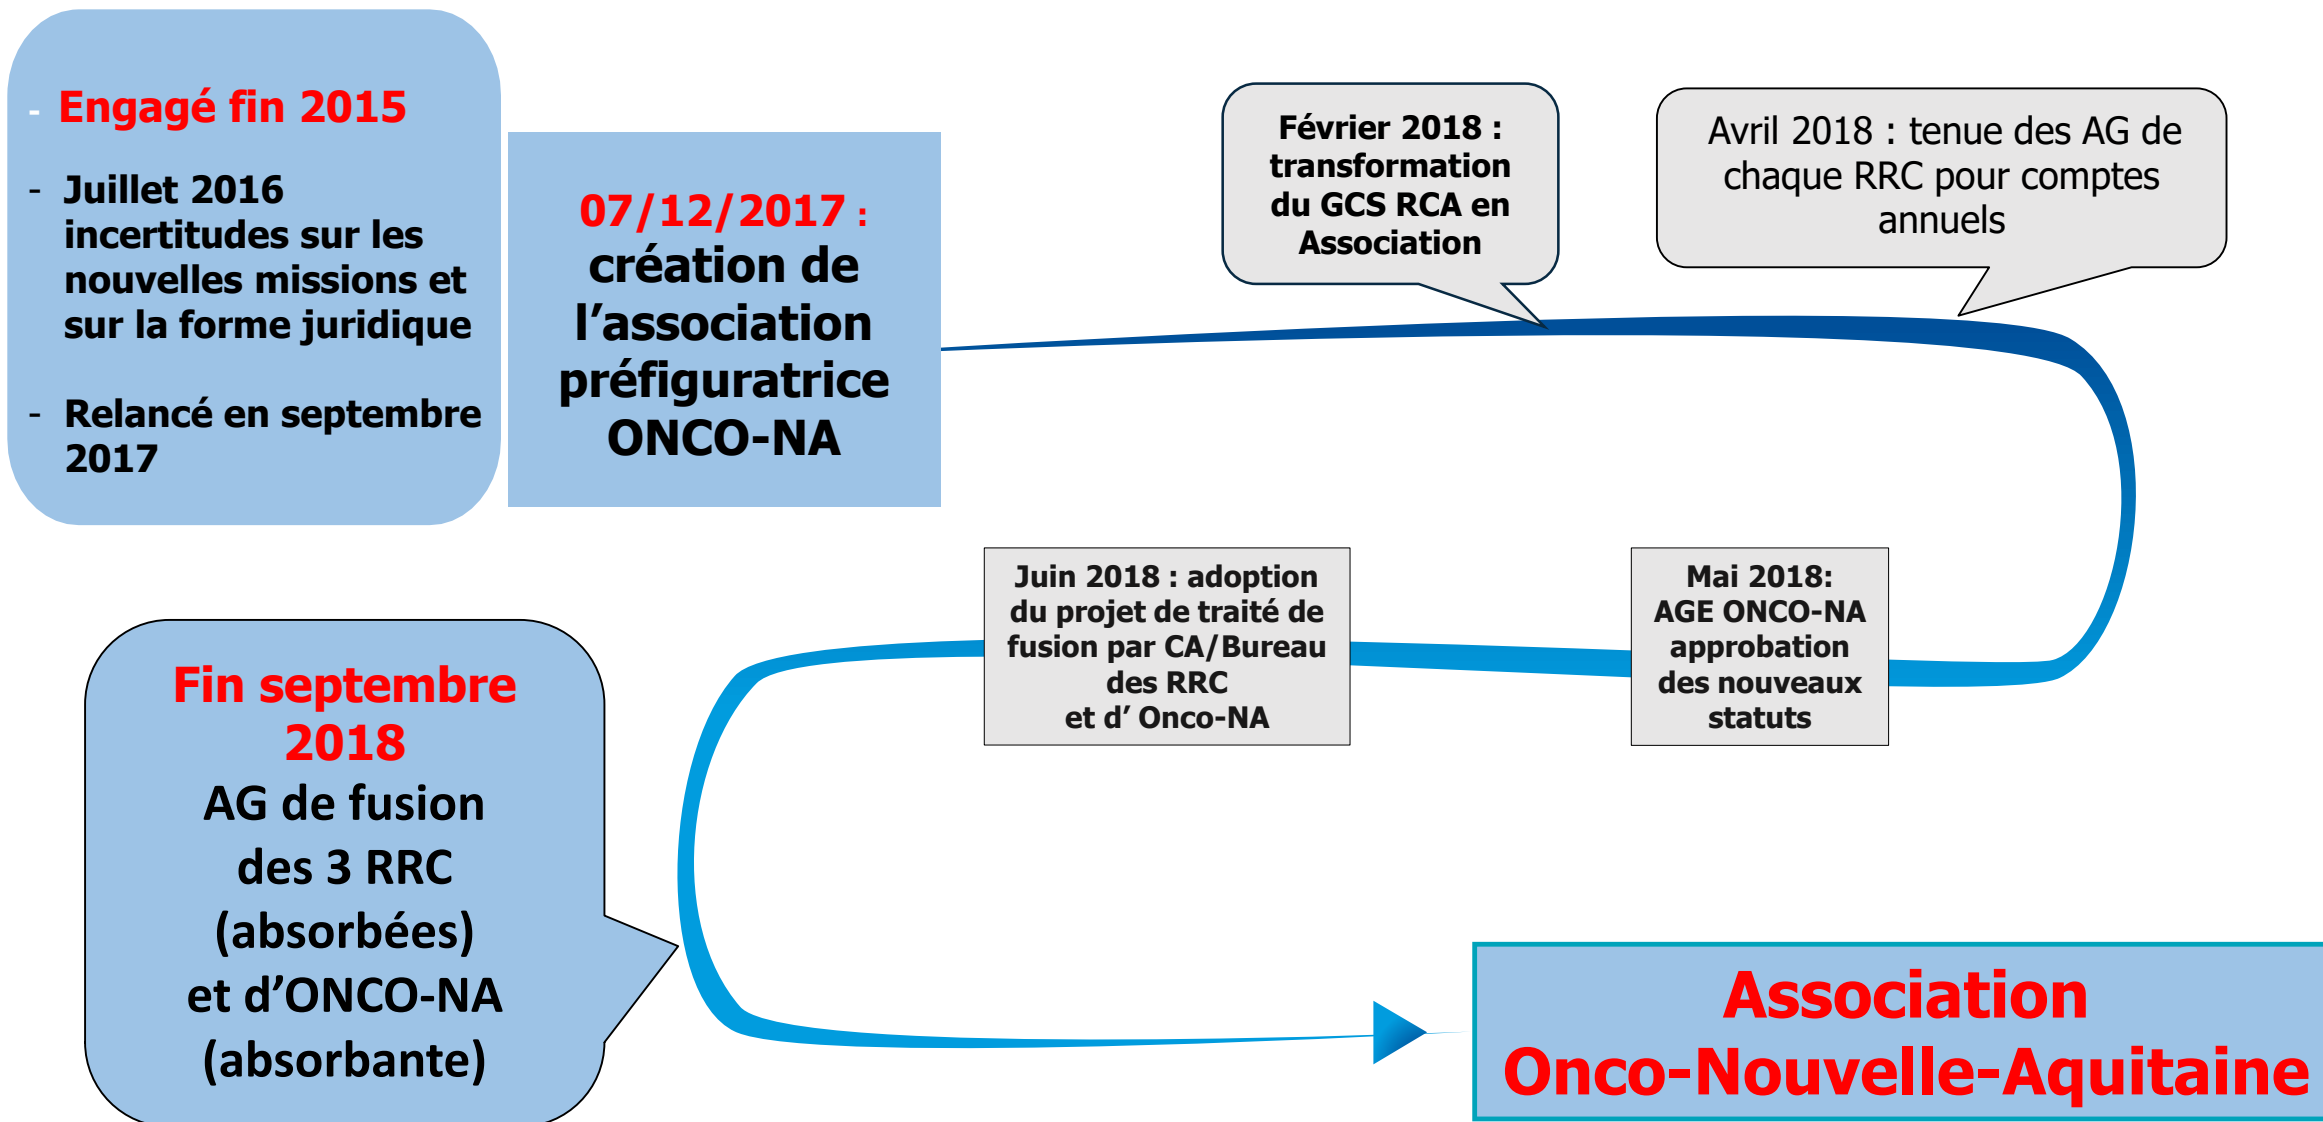 - Engagé fin 2015
- Juillet 2016
incertitudes sur les
nouvelles missions et
sur la forme juridique
- Relancé en septembre
2017
07/12/2017 :
création de
l’association
préfiguratrice
ONCO-NA
Février 2018 :
transformation
du GCS RCA en
Association
Avril 2018 : tenue des AG de
chaque RRC pour comptes
annuels
Mai 2018:
AGE ONCO-NA
approbation
des nouveaux
statuts
Juin 2018 : adoption
du projet de traité de
fusion par CA/Bureau
des RRC
et d’ Onco-NA
Fin septembre
2018
AG de fusion
des 3 RRC
(absorbées)
et d’ONCO-NA
(absorbante)
Association
Onco-Nouvelle-Aquitaine